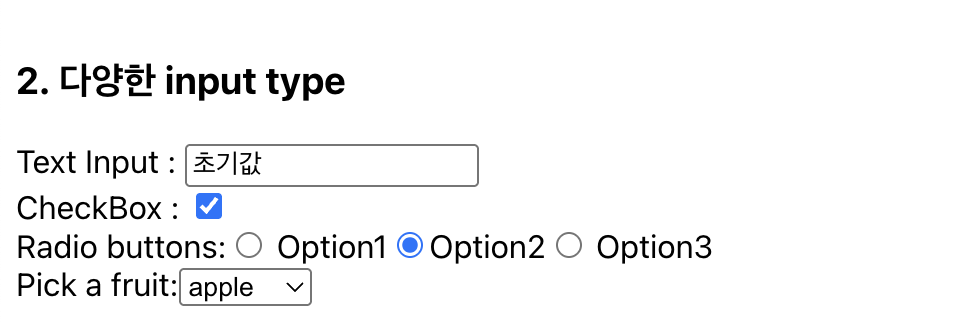 2. 다양한 input type
Text Input : 초기값
CheckBox :
Radio buttons: Option1 Option2 Option3
Pick a fruit: apple